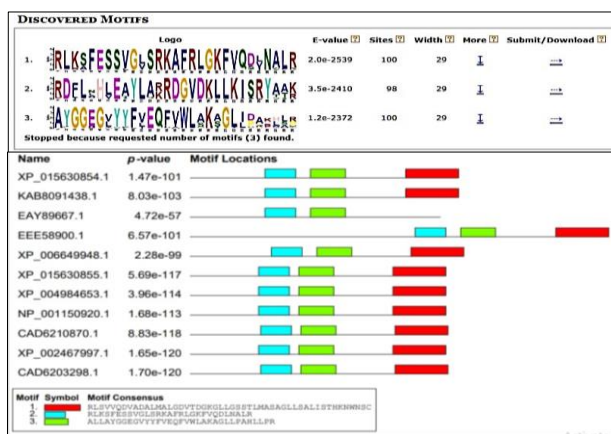 DISCOVERED MOTIFS
Logo E-value ? Sites ? Width ? More ? Submit/Download ?
1. RLKSFESSVGLSRKAFRLGKFVQDLNALR 2.0e-2539 100 29 ↧ →
2. 3.5e-2410 98 29 ↧ →
3. 1.2e-2372 100 29 ↧ →
Stopped because requested number of motifs (3) found.
Name p-value Motif Locations
XP_015630854.1 1.47e-101
KAB8091438.1 8.03e-103
EAY89667.1 4.72e-57
EEE58900.1 6.57e-101
XP_006649948.1 2.28e-99
XP_015630855.1 5.69e-117
XP_004984653.1 3.96e-114
NP_001150920.1 1.68e-113
CAD6210870.1 8.83e-118
XP_002467997.1 1.65e-120
CAD6203298.1 1.70e-120
Motif Symbol Motif Consensus
1. RLSVVQDVADALMALGDVTDGKGLLGSSTLMASAGLLSALISTHKNWNSC
2. RLKSFESSVGLSRKAFRLGKFVQDLNALR
3. ALLAYGGEGVYYFVEQFVWLAKAGLLPAHLLPR